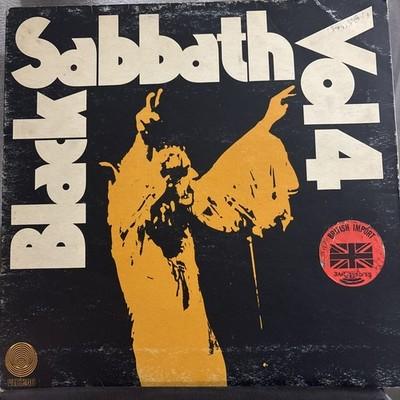 Black
Sabbath
Vol 4
BRITISH IMPORT